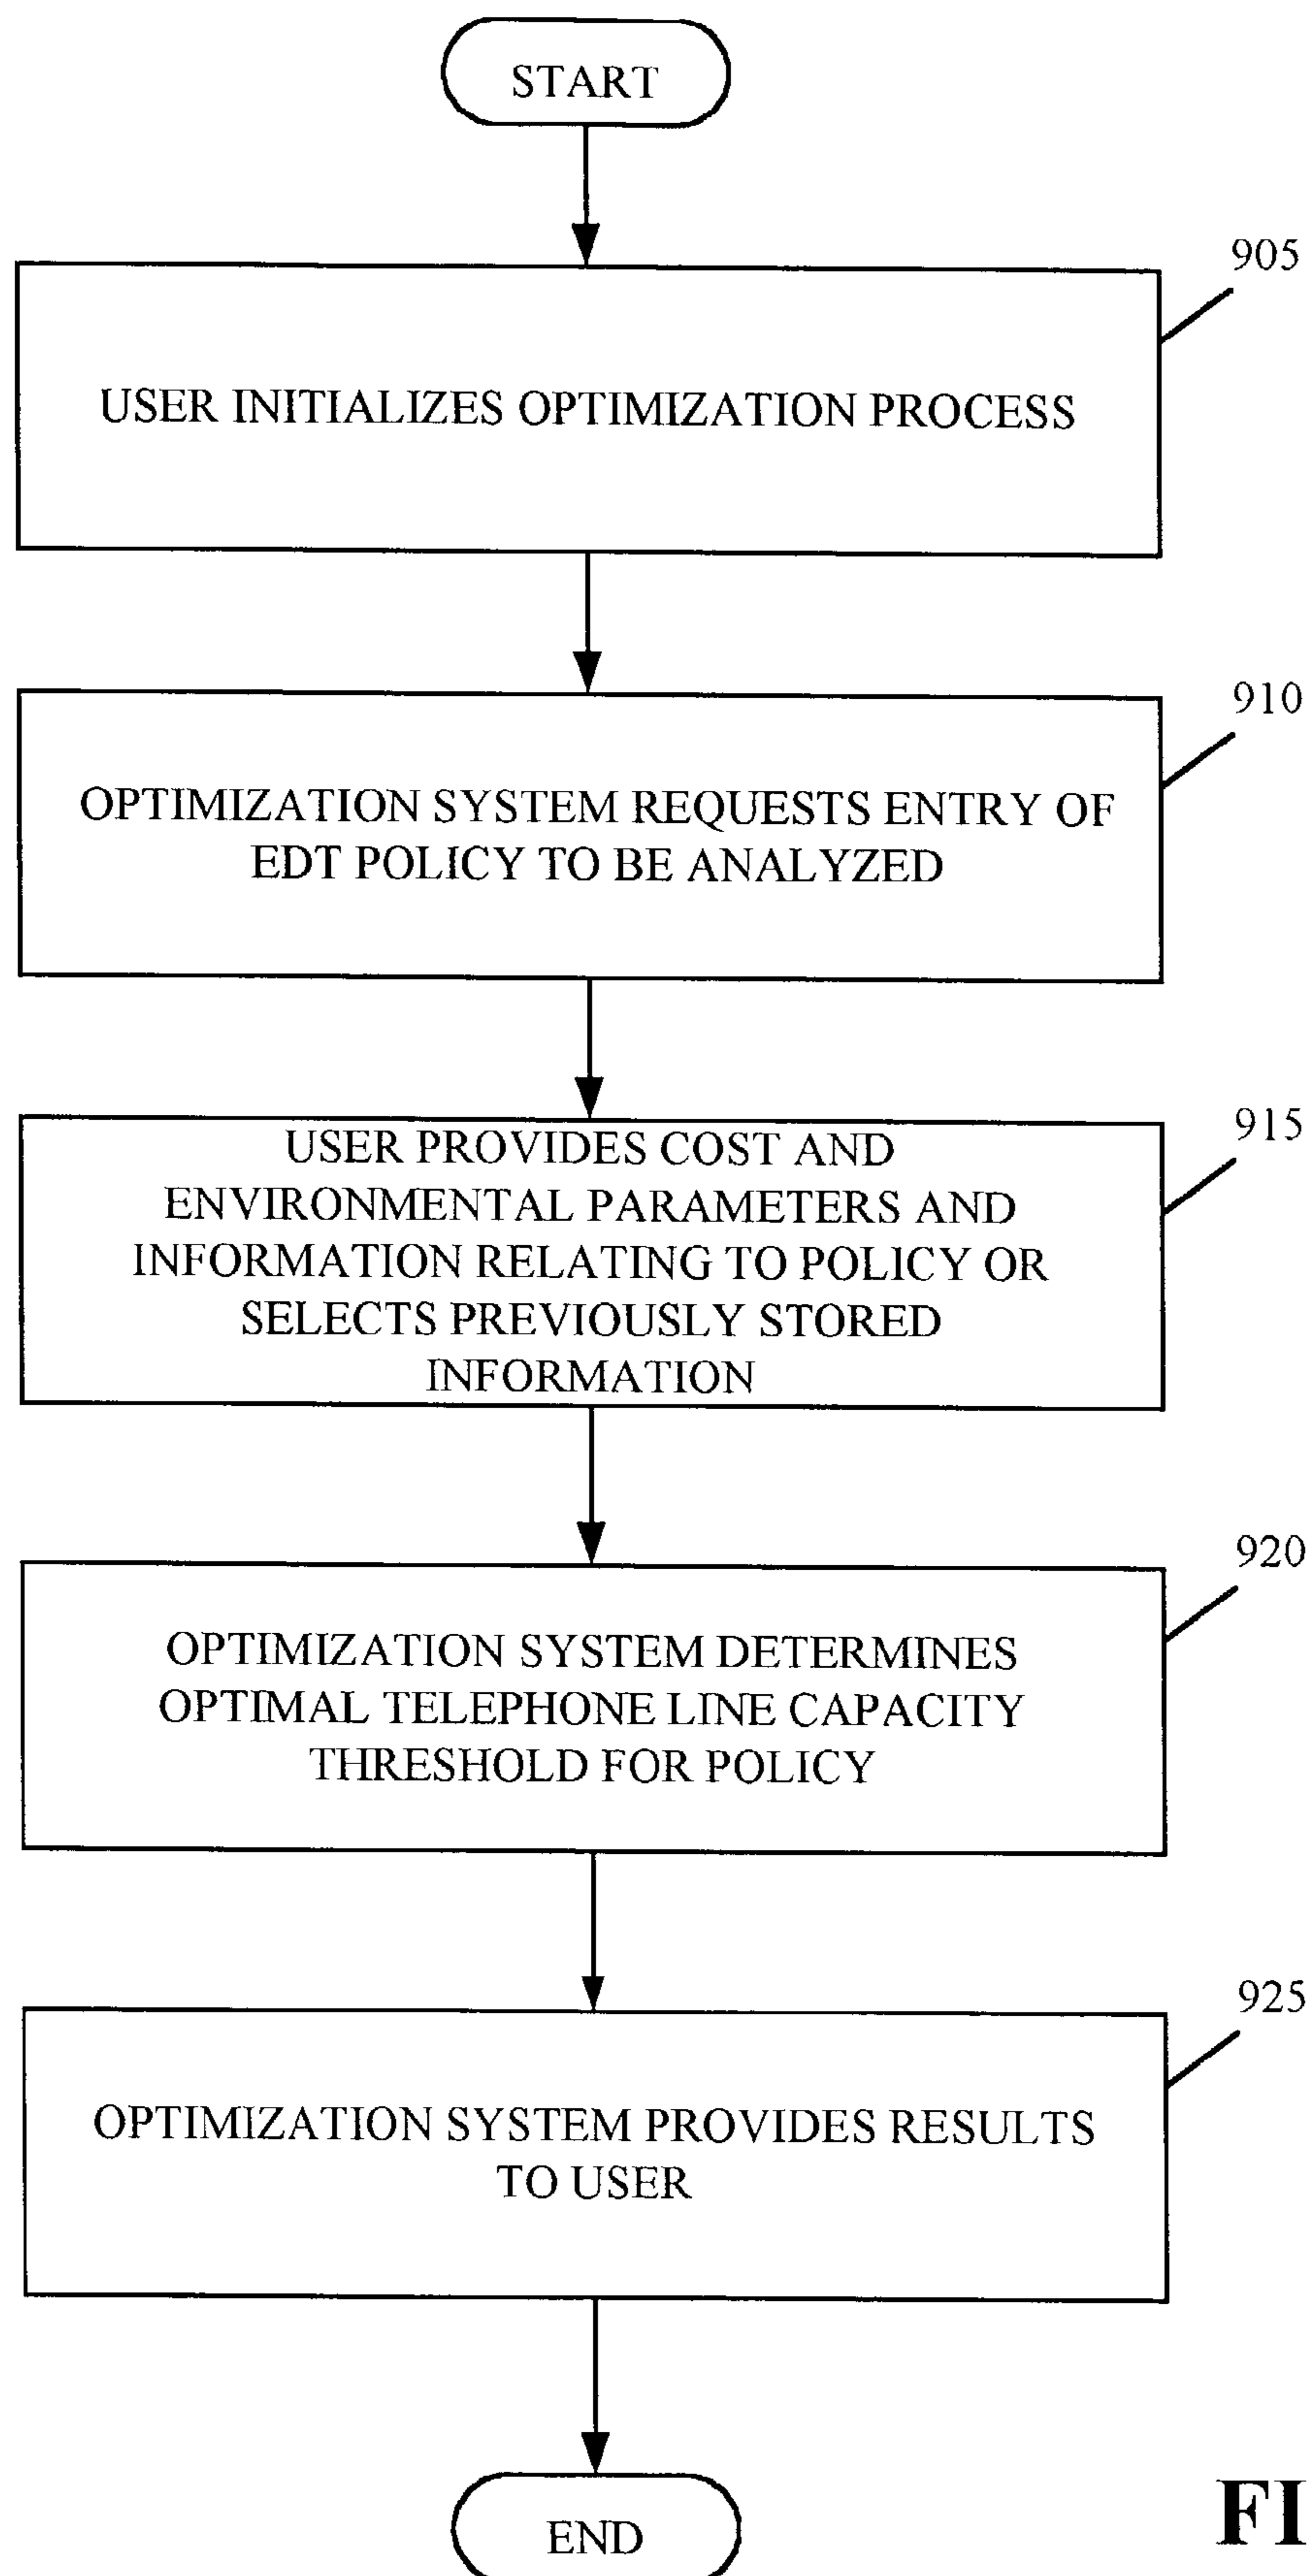 START
905
USER INITIALIZES OPTIMIZATION PROCESS
910
OPTIMIZATION SYSTEM REQUESTS ENTRY OF
EDT POLICY TO BE ANALYZED
915
USER PROVIDES COST AND
ENVIRONMENTAL PARAMETERS AND
INFORMATION RELATING TO POLICY OR
SELECTS PREVIOUSLY STORED
INFORMATION
920
OPTIMIZATION SYSTEM DETERMINES
OPTIMAL TELEPHONE LINE CAPACITY
THRESHOLD FOR POLICY
925
OPTIMIZATION SYSTEM PROVIDES RESULTS
TO USER
END
FI